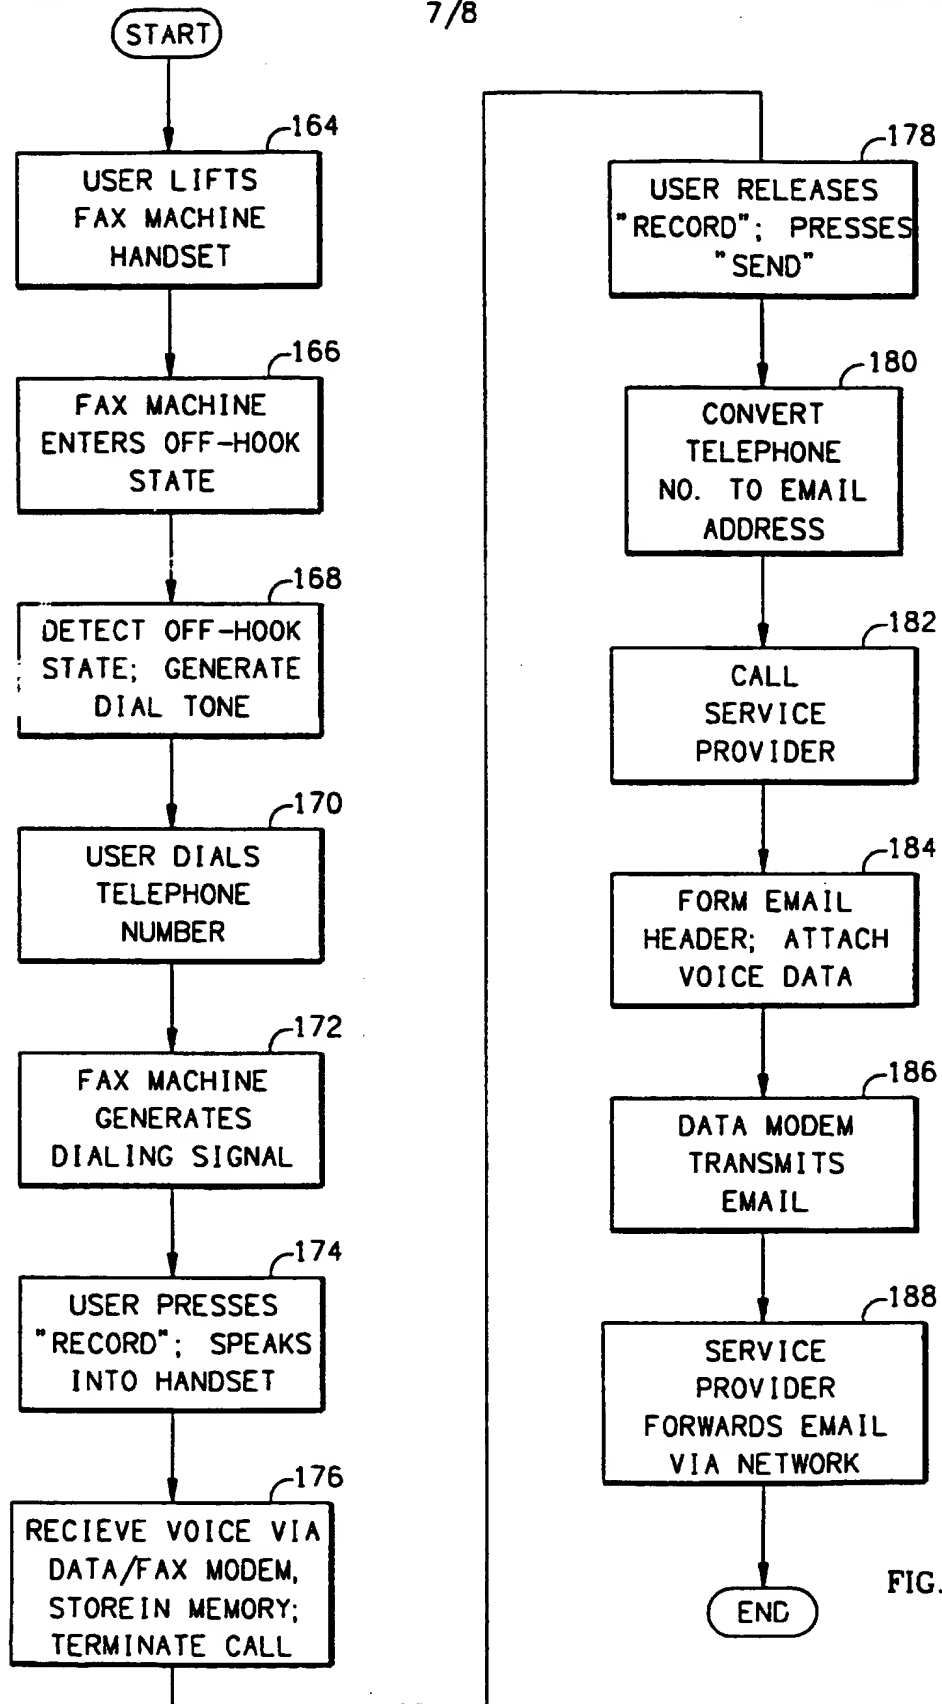 7/8
START
164
USER LIFTS
FAX MACHINE
HANDSET
166
FAX MACHINE
ENTERS OFF-HOOK
STATE
168
DETECT OFF-HOOK
STATE; GENERATE
DIAL TONE
170
USER DIALS
TELEPHONE
NUMBER
172
FAX MACHINE
GENERATES
DIALING SIGNAL
174
USER PRESSES
"RECORD"; SPEAKS
INTO HANDSET
176
RECIEVE VOICE VIA
DATA/FAX MODEM,
STOREIN MEMORY;
TERMINATE CALL
178
USER RELEASES
"RECORD"; PRESSES
"SEND"
180
CONVERT
TELEPHONE
NO. TO EMAIL
ADDRESS
182
CALL
SERVICE
PROVIDER
184
FORM EMAIL
HEADER; ATTACH
VOICE DATA
186
DATA MODEM
TRANSMITS
EMAIL
188
SERVICE
PROVIDER
FORWARDS EMAIL
VIA NETWORK
END
FIG.